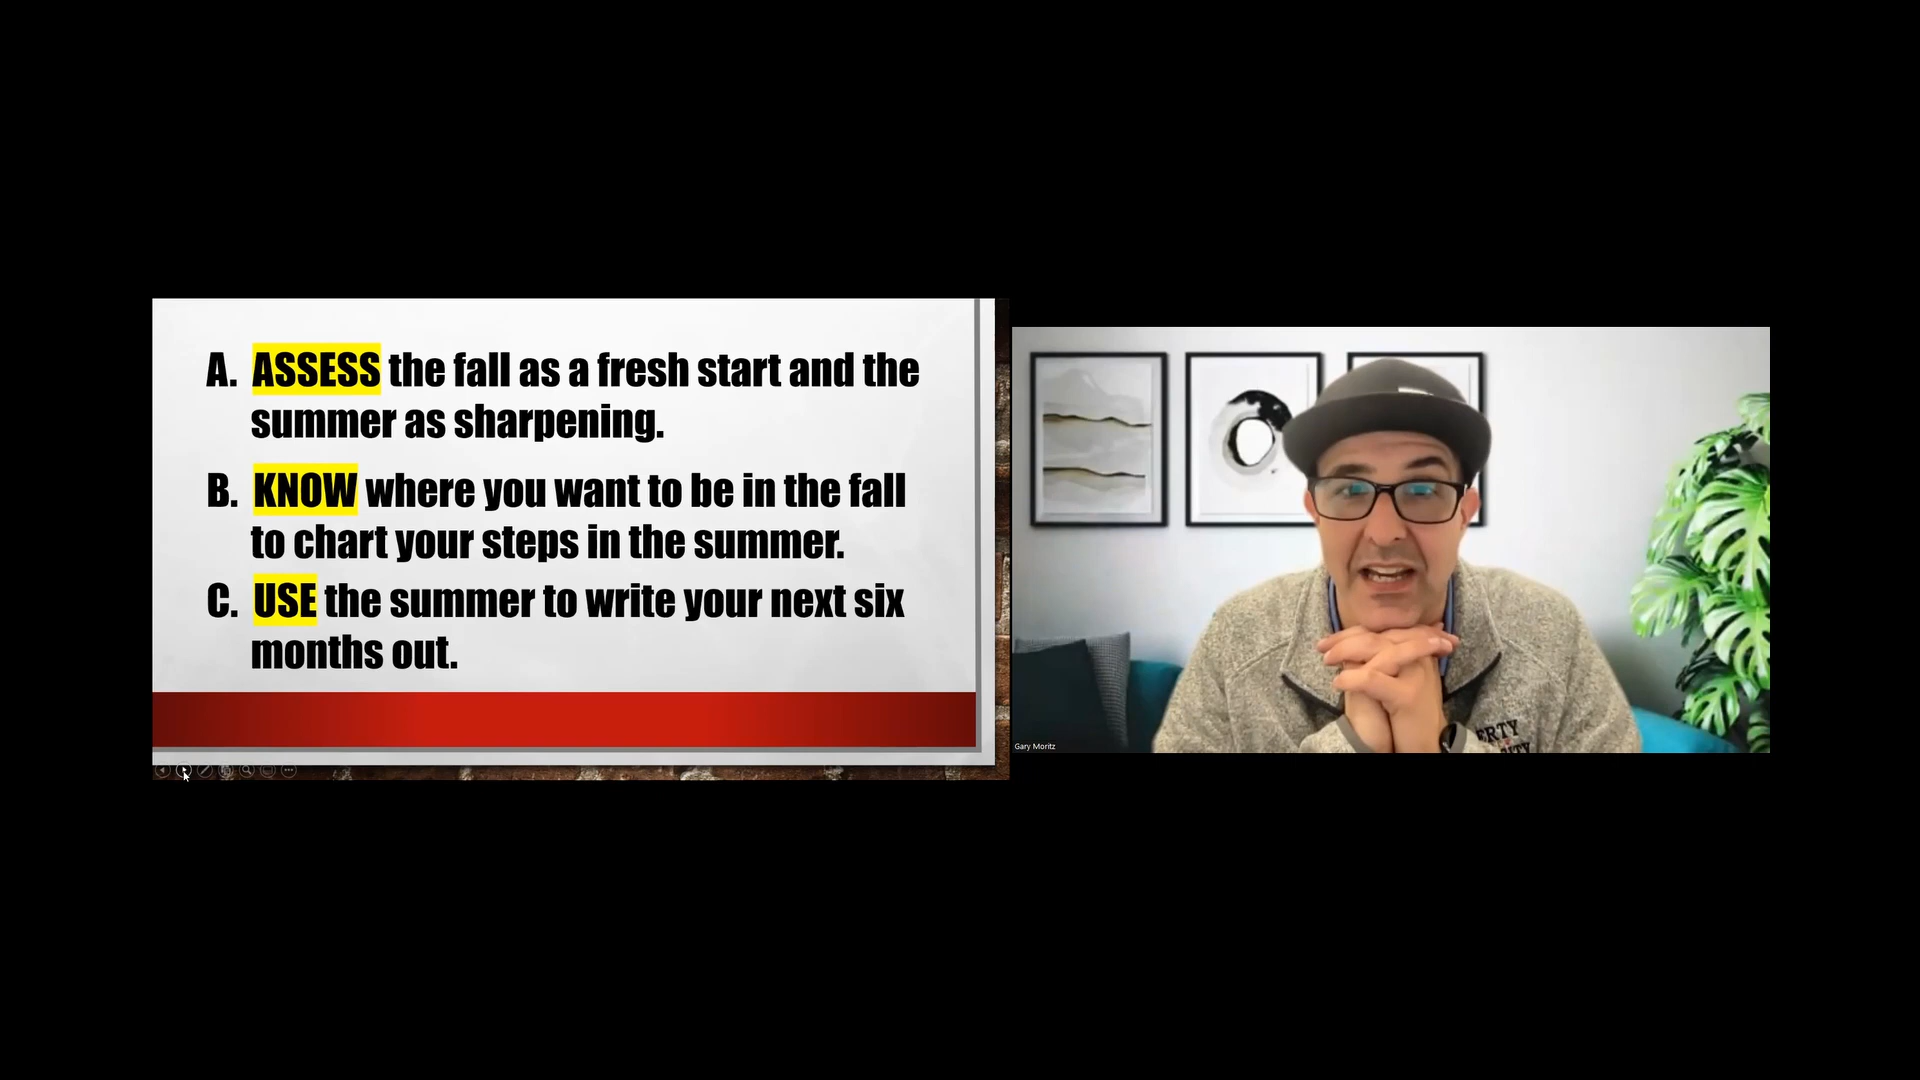 A. ASSESS the fall as a fresh start and the
summer as sharpening.
B. KNOW where you want to be in the fall
to chart your steps in the summer.
C. USE the summer to write your next six
months out.
Gary Moritz